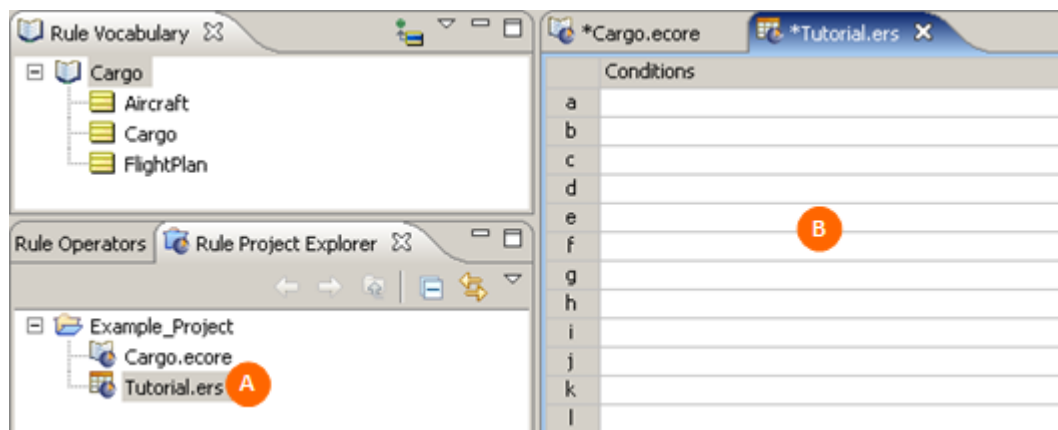 Rule Vocabulary
Cargo
Aircraft
Cargo
FlightPlan
Rule Operators Rule Project Explorer
Example_Project
Cargo.ecore
Tutorial.ers A
*Cargo.ecore *Tutorial.ers
Conditions
a
b
c
d
e
B
f
g
h
i
j
k
l